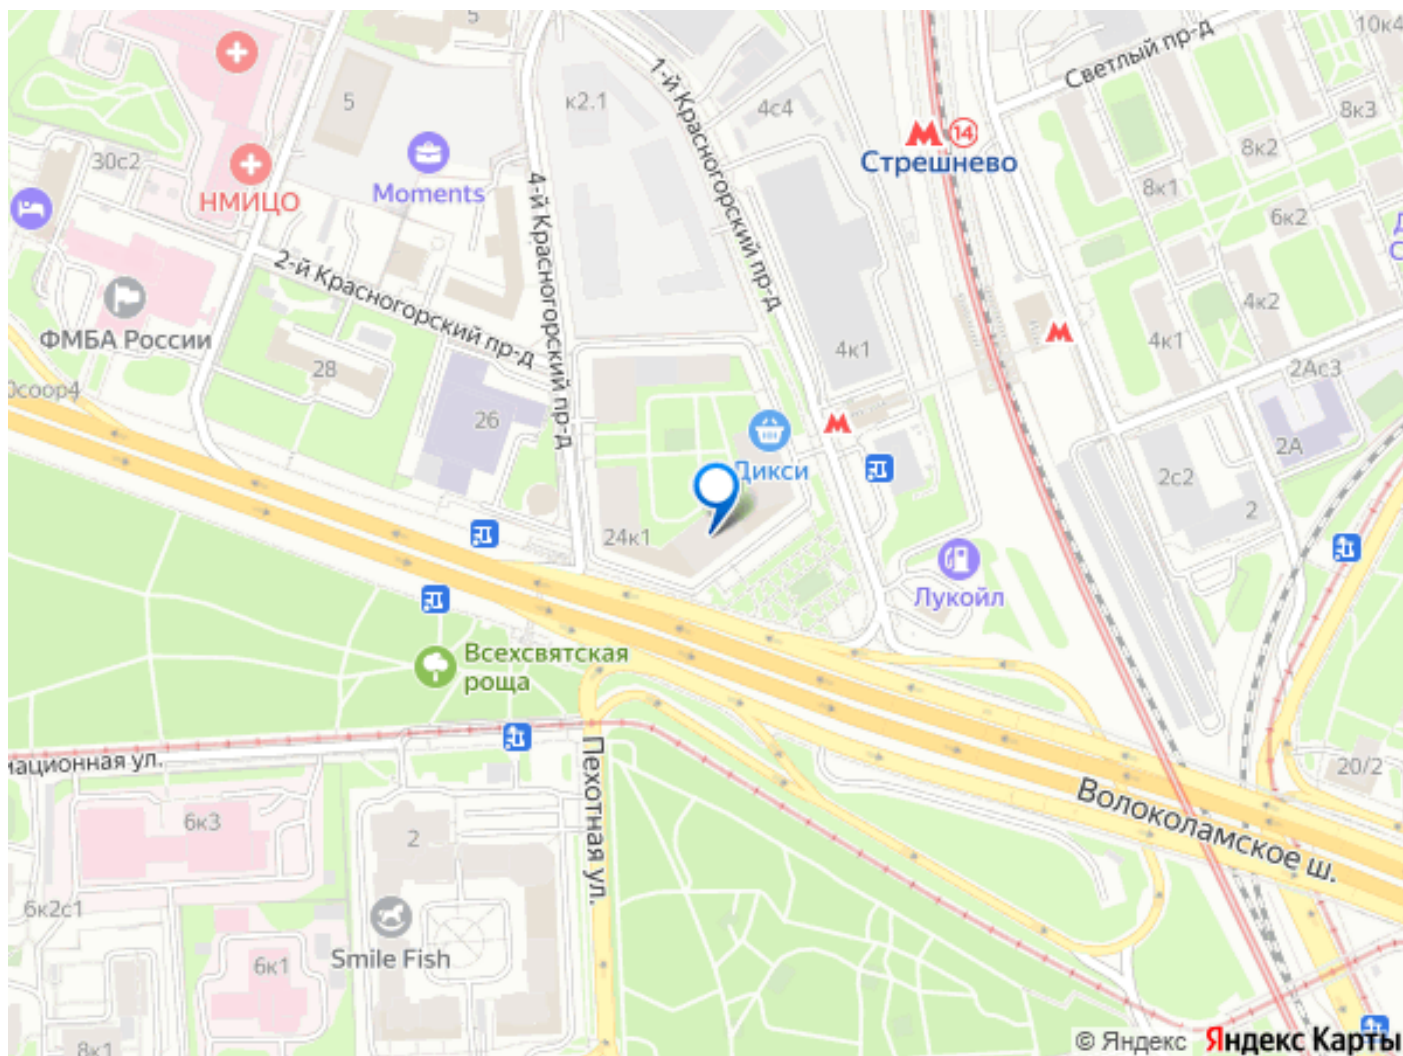 5
10к4
Светлый пр-д
1-й Красногорский пр-д
5
к2.1
4с4
8к3
14
Стрешнево
8к2
30с2
НМИЦО
Moments
4-й Красногорский пр-д
8к1
6к2
2-й Красногорский пр-д
ФМБА России
4к2
4к1
4к1
28
2Ас3
0соор4
26
2А
Дикси
2с2
2
24к1
Лукойл
Всехсвятская
роща
Пехотная ул.
мационная ул.
20/2
Волоколамское ш.
6к3
2
6к2с1
Smile Fish
6к1
8к1
© Яндекс Яндекс Карты